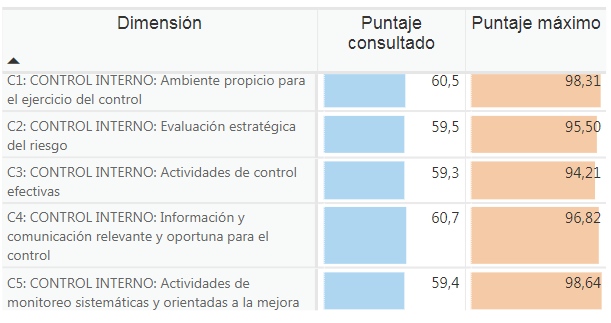 Dimensión Puntaje consultado Puntaje máximo
C1: CONTROL INTERNO: Ambiente propicio para 60,5 98,31
el ejercicio del control
C2: CONTROL INTERNO: Evaluación estratégica 59,5 95,50
del riesgo
C3: CONTROL INTERNO: Actividades de control 59,3 94,21
efectivas
C4: CONTROL INTERNO: Información y 60,7 96,82
comunicación relevante y oportuna para el
control
C5: CONTROL INTERNO: Actividades de 59,4 98,64
monitoreo sistemáticas y orientadas a la mejora